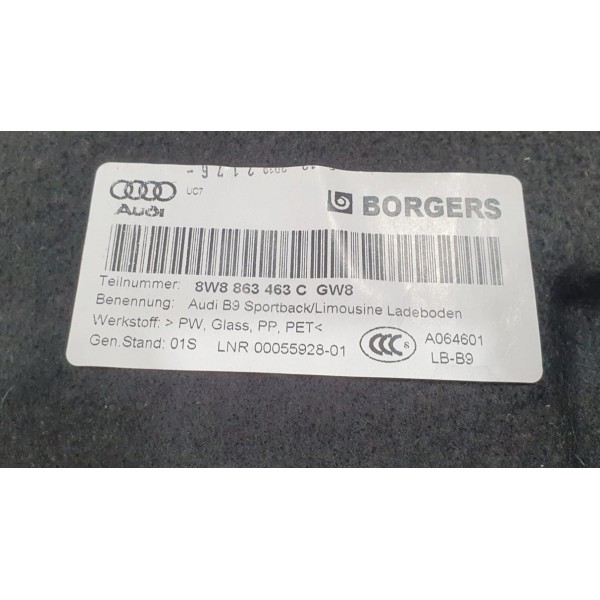 UC7
Audi
BORGERS
Teilnummer: 8W8 863 463 C GW8
Benennung: Audi B9 Sportback/Limousine Ladeboden
Werkstoff: > PW, Glass, PP, PET<
Gen.Stand: 01S LNR 00055928-01
CCC S
A064601
LB-B9